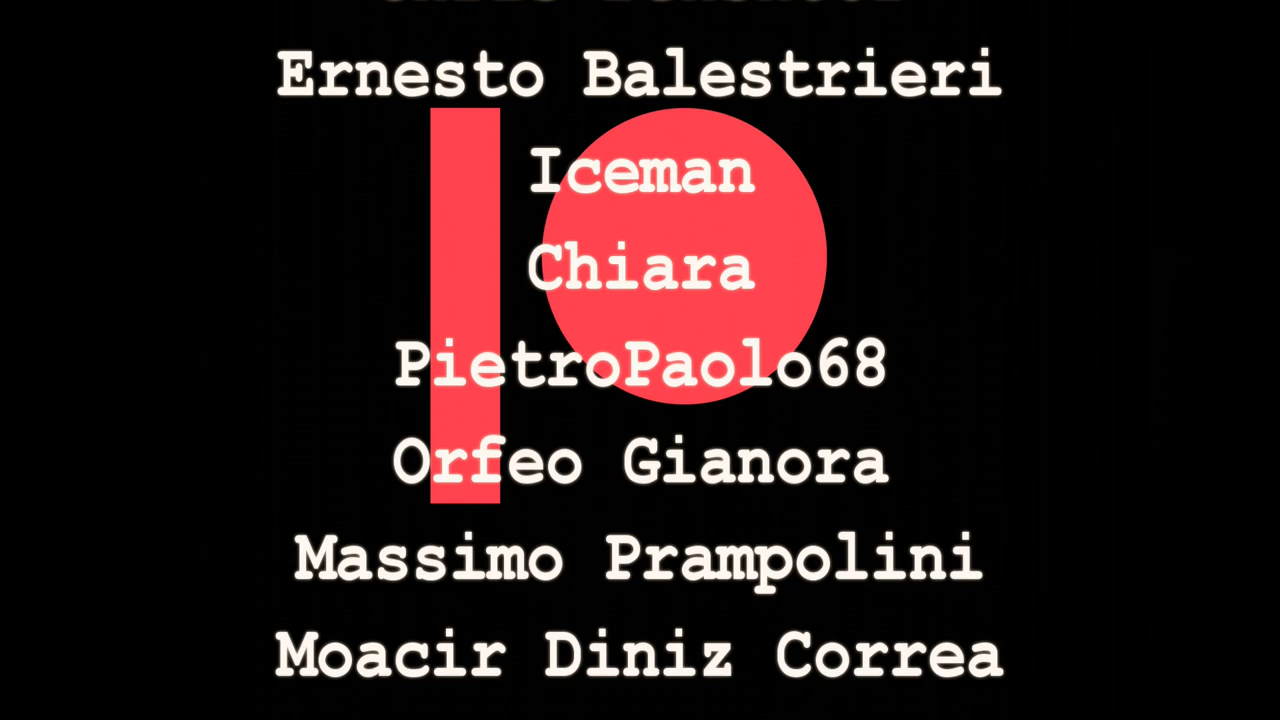 Ernesto Balestrieri
Iceman
Chiara
PietroPaolo68
Orfeo Gianora
Massimo Prampolini
Moacir Diniz Correa